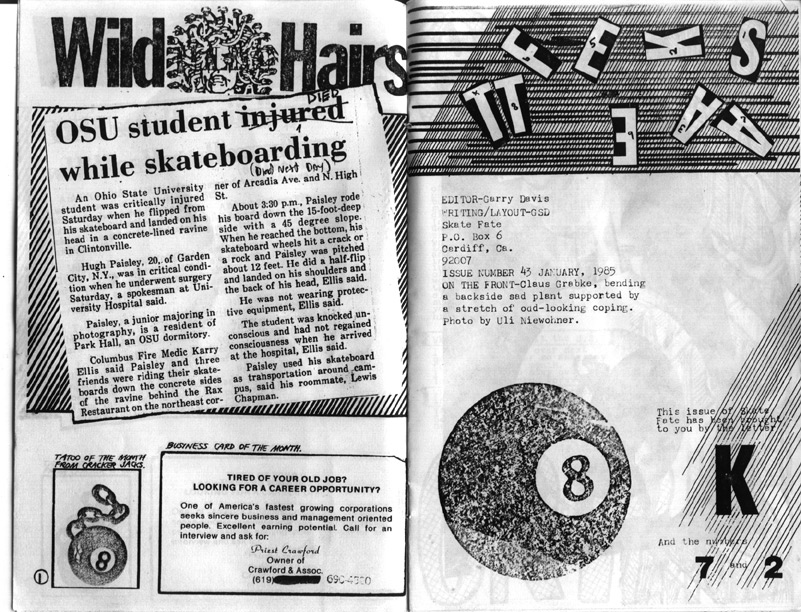 Wild Hairs
DIED
OSU student injured
while skateboarding
(Died Next Day)
An Ohio State University
student was critically injured
Saturday when he flipped from
his skateboard and landed on his
head in a concrete-lined ravine
in Clintonville.
Hugh Paisley, 20, of Garden
City, N.Y., was in critical condi-
tion when he underwent surgery
Saturday, a spokesman at Uni-
versity Hospital said.
Paisley, a junior majoring in
photography, is a resident of
Park Hall, an OSU dormitory.
Columbus Fire Medic Karry
Ellis said Paisley and three
friends were riding their skate-
boards down the concrete sides
of the ravine behind the Rax
Restaurant on the northeast cor-
ner of Arcadia Ave. and N. High
St.
About 3:30 p.m., Paisley rode
his board down the 15-foot-deep
side with a 45 degree slope.
When he reached the bottom, his
skateboard wheels hit a crack or
a rock and Paisley was pitched
about 12 feet. He did a half-flip
and landed on his shoulders and
the back of his head, Ellis said.
He was not wearing protec-
tive equipment, Ellis said.
The student was knocked un-
conscious and had not regained
consciousness when he arrived
at the hospital, Ellis said.
Paisley used his skateboard
as transportation around cam-
pus, said his roommate, Lewis
Chapman.
TATOO OF THE MONTH
FROM CRACKER JACKS.
8
1
BUSINESS CARD OF THE MONTH.
TIRED OF YOUR OLD JOB?
LOOKING FOR A CAREER OPPORTUNITY?
One of America's fastest growing corporations
seeks sincere business and management oriented
people. Excellent earning potential. Call for an
interview and ask for:
Priest Crawford
Owner of
Crawford & Assoc.
(619)
EDITOR-Garry Davis
WRITING/LAYOUT-GSD
Skate Fate
P.O. Box 6
Cardiff, Ca.
92007
ISSUE NUMBER 43 JANUARY, 1985
ON THE FRONT-Claus Grabke, bending
a backside sad plant supported by
a stretch of oud-looking coping.
Photo by Uli Niewohner.
8
This issue of Skate
Fate has been brought
to you by the letter
K
And the numbers
7 and 2